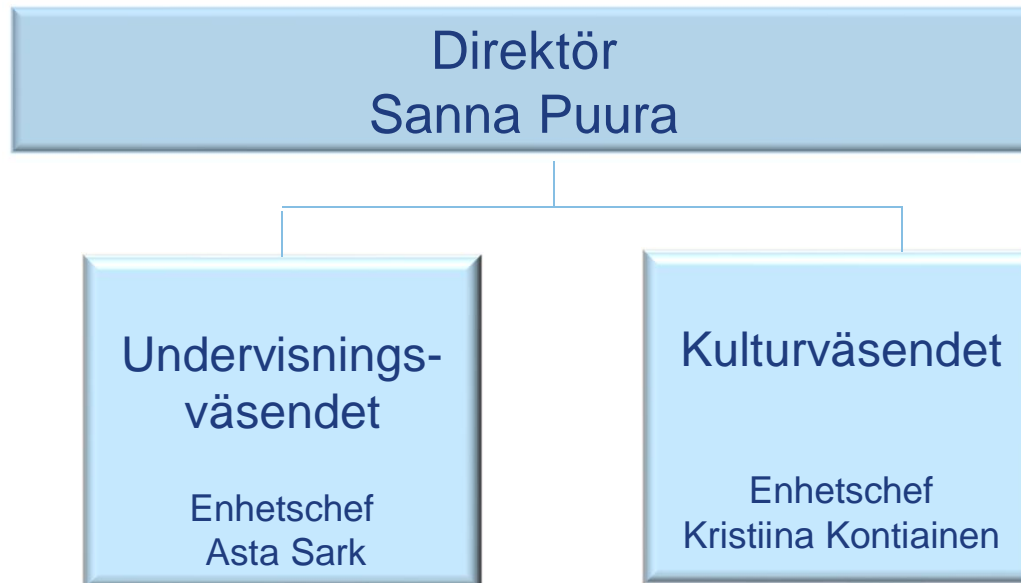 Direktör
Sanna Puura
Undervisnings-
väsendet
Enhetschef
Asta Sark
Kulturväsendet
Enhetschef
Kristiina Kontiainen